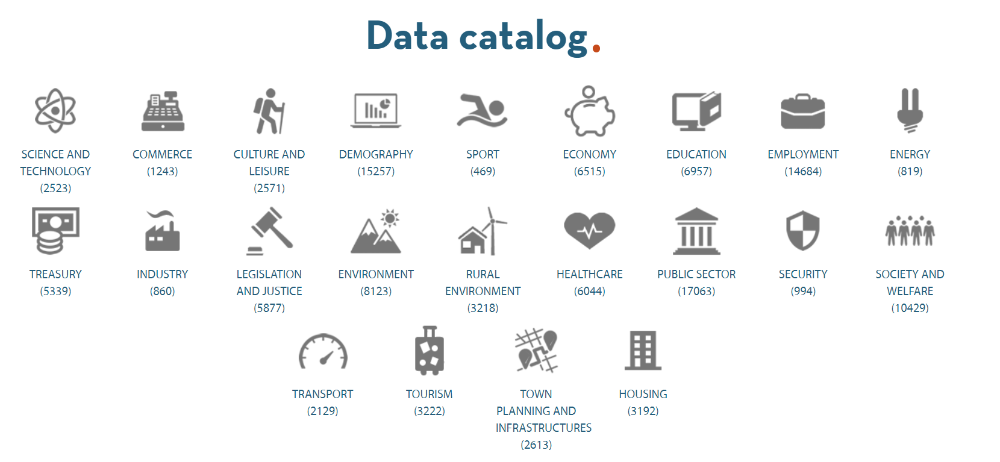 Data catalog.
SCIENCE AND
TECHNOLOGY
(2523)
COMMERCE
(1243)
CULTURE AND
LEISURE
(2571)
DEMOGRAPHY
(15257)
SPORT
(469)
ECONOMY
(6515)
EDUCATION
(6957)
EMPLOYMENT
(14684)
ENERGY
(819)
TREASURY
(5339)
INDUSTRY
(860)
LEGISLATION
AND JUSTICE
(5877)
ENVIRONMENT
(8123)
RURAL
ENVIRONMENT
(3218)
HEALTHCARE
(6044)
PUBLIC SECTOR
(17063)
SECURITY
(994)
SOCIETY AND
WELFARE
(10429)
TRANSPORT
(2129)
TOURISM
(3222)
TOWN
PLANNING AND
INFRASTRUCTURES
(2613)
HOUSING
(3192)